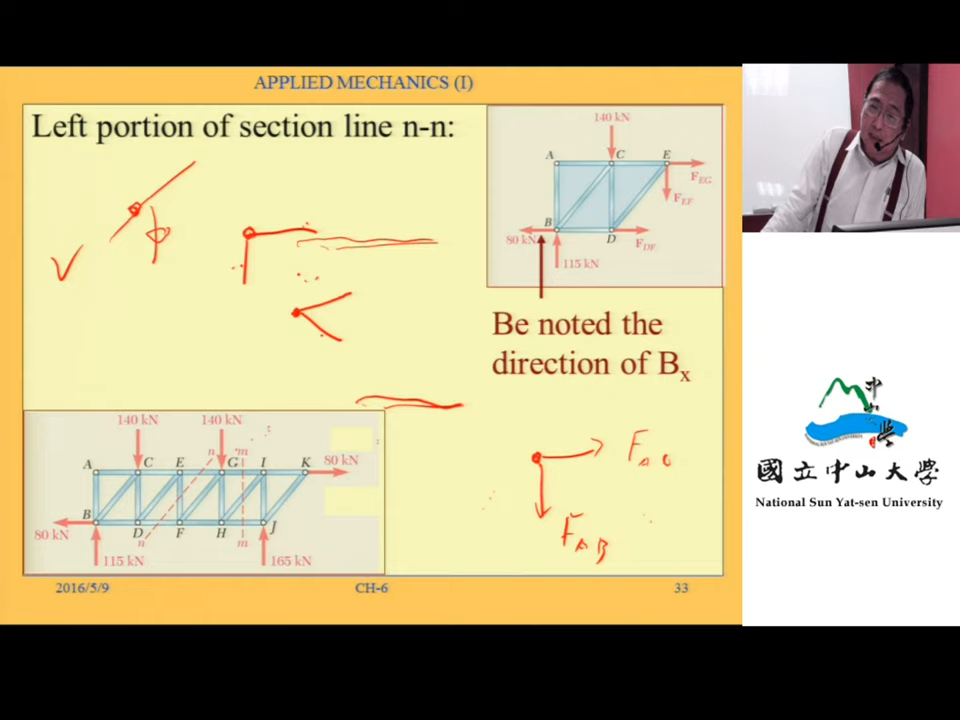 APPLIED MECHANICS (I)
Left portion of section line n-n:
140 kN
A
C
E
F_EG
F_EF
B
80 kN
D
F_DF
115 kN
Be noted the
direction of B_x
140 kN
140 kN
n
m
A
C
E
G
I
K
80 kN
B
80 kN
D
F
H
J
n
m
115 kN
165 kN
F_AB
國立中山大學
National Sun Yat-sen University
2016/5/9
CH-6
33